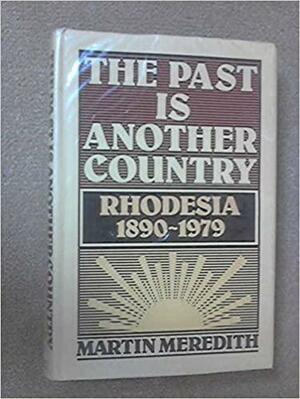 THE PAST
IS
ANOTHER
COUNTRY
RHODESIA
1890~1979
MARTIN MEREDITH